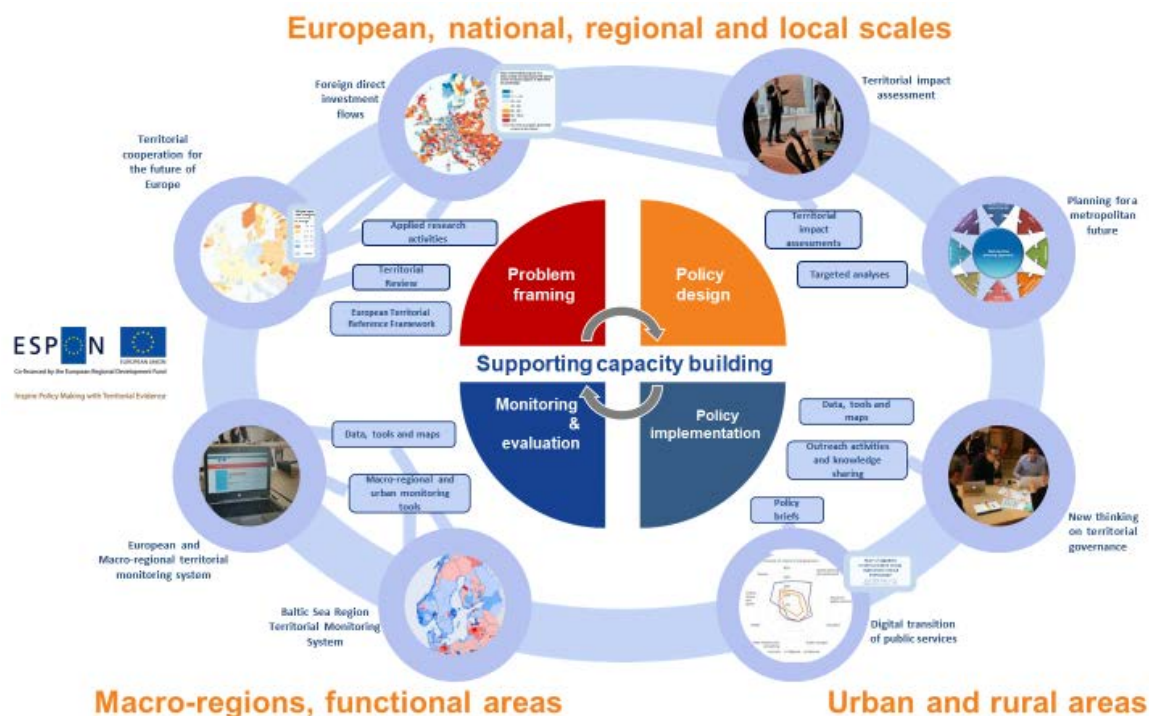 European, national, regional and local scales
Foreign direct
investment
flows
Territorial impact
assessment
Territorial
cooperation for
the future of
Europe
Planning for a
metropolitan
future
Applied research
activities
Territorial
Review
European Territorial
Reference Framework
Problem
framing
Policy
design
Territorial
impact
assessments
Targeted analyses
ESPON
EUROPEAN UNION
Co-financed by the European Regional Development Fund
Inspire Policy Making with Territorial Evidence
Supporting capacity building
Monitoring
&
evaluation
Policy
implementation
Data, tools and maps
Macro-regional and
urban monitoring
tools
Data, tools and
maps
Outreach activities
and knowledge
sharing
Policy
briefs
European and
Macro-regional territorial
monitoring system
New thinking
on territorial
governance
Baltic Sea Region
Territorial Monitoring
System
Digital transition
of public services
Macro-regions, functional areas
Urban and rural areas